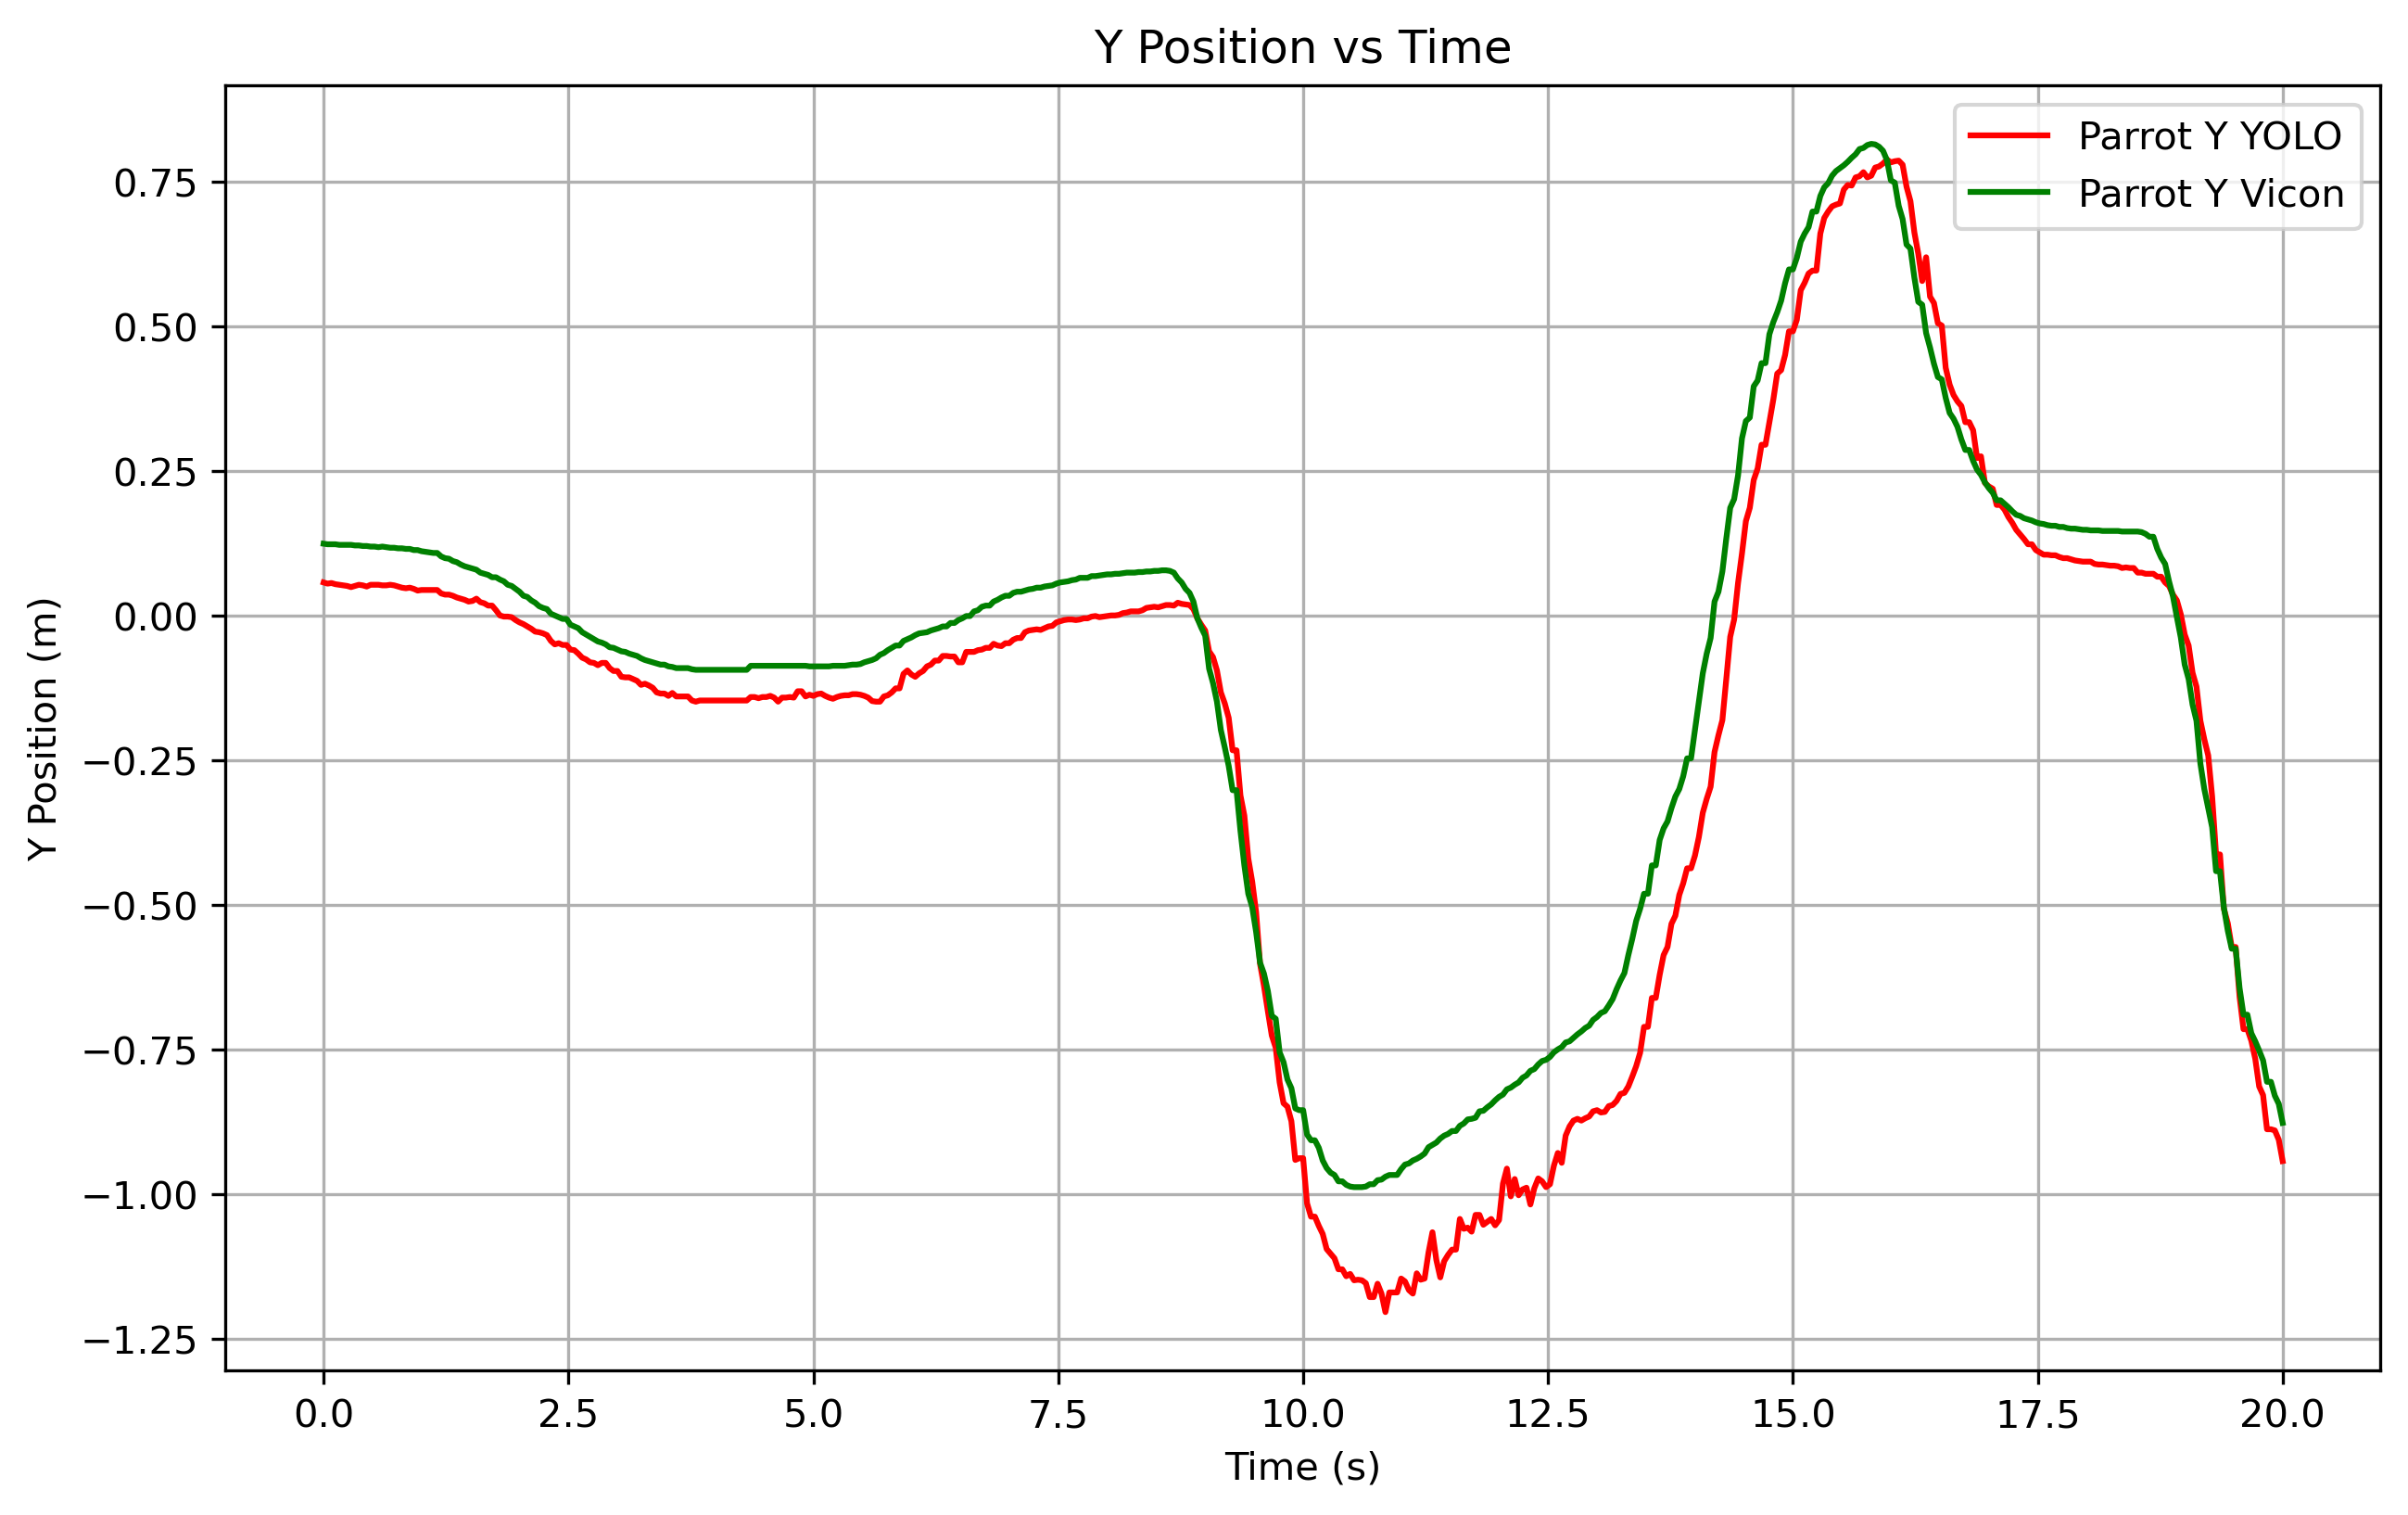 Y Position vs Time
Parrot Y YOLO
Parrot Y Vicon
Y Position (m)
0.75
0.50
0.25
0.00
−0.25
−0.50
−0.75
−1.00
−1.25
0.0 2.5 5.0 7.5 10.0 12.5 15.0 17.5 20.0
Time (s)